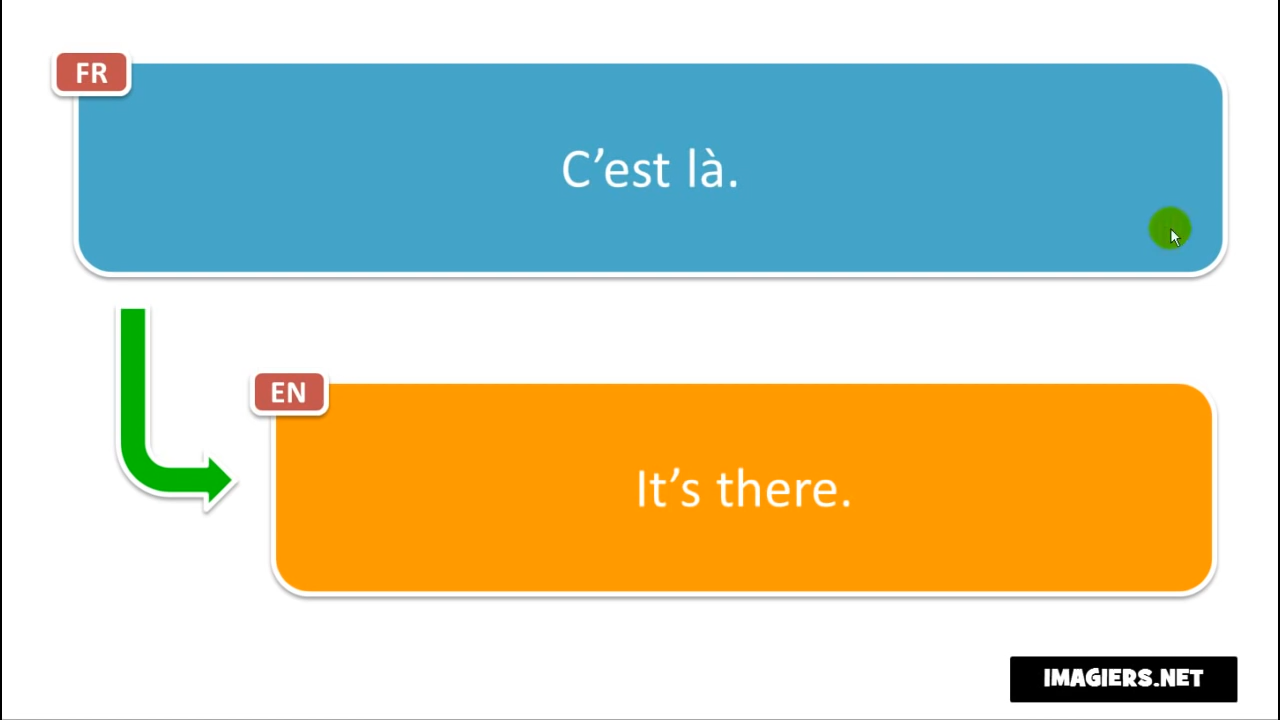 FR
C’est là.
EN
It’s there.
IMAGIERS.NET